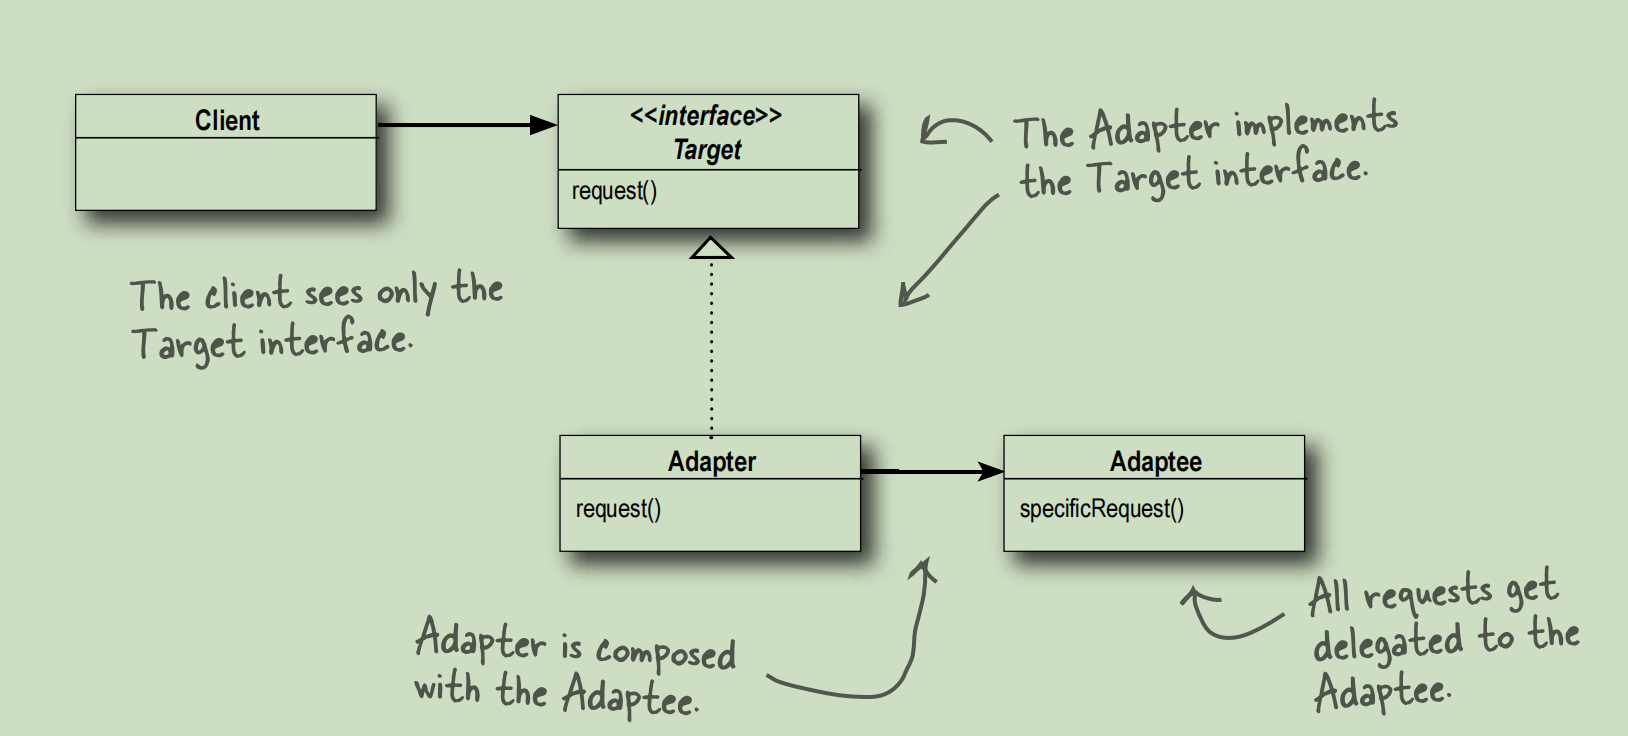 Client
<<interface>>
Target
request()
The Adapter implements
the Target interface.
The client sees only the
Target interface.
Adapter
request()
Adaptee
specificRequest()
Adapter is composed
with the Adaptee.
All requests get
delegated to the
Adaptee.